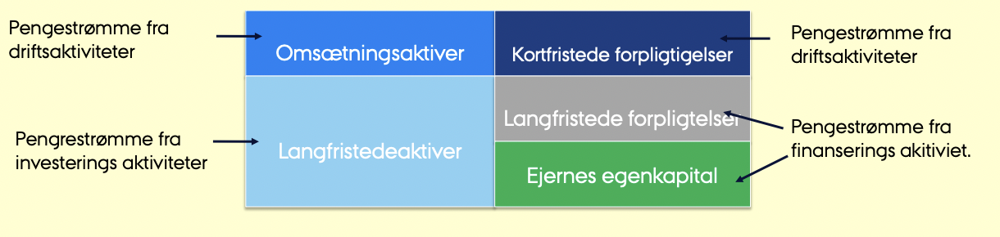 Pengestrømme fra
driftsaktiviteter
Omsætningsaktiver
Kortfristede forpligtigelser
Pengestrømme fra
driftsaktiviteter
Pengrestrømme fra
investerings aktiviteter
Langfristedeaktiver
Langfristede forpligtelser
Ejernes egenkapital
Pengestrømme fra
finanserings akitiviet.